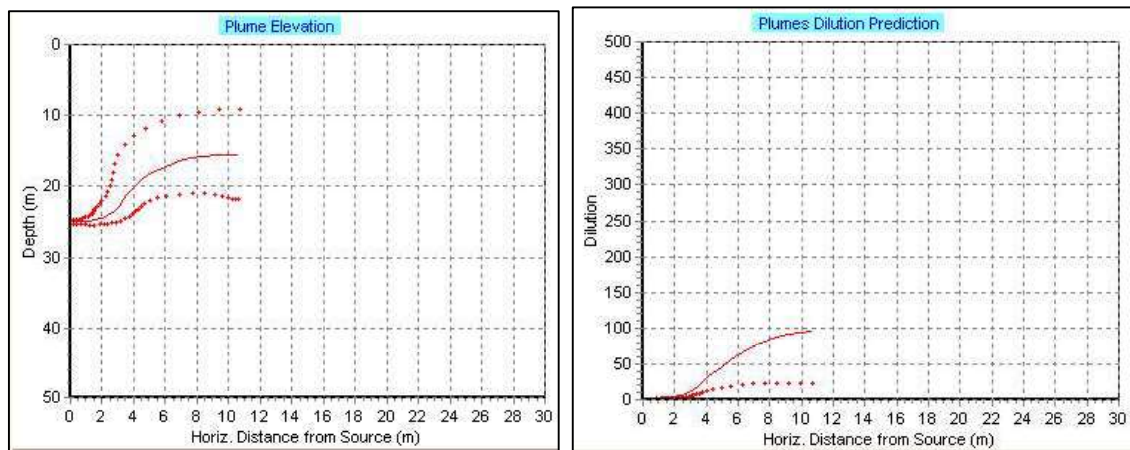 Plume Elevation
0
10
20
30
40
50
Depth (m)
0 2 4 6 8 10 12 14 16 18 20 22 24 26 28 30
Horiz. Distance from Source (m)
Plumes Dilution Prediction
500
450
400
350
300
250
200
150
100
50
0
Dilution
0 2 4 6 8 10 12 14 16 18 20 22 24 26 28 30
Horiz. Distance from Source (m)